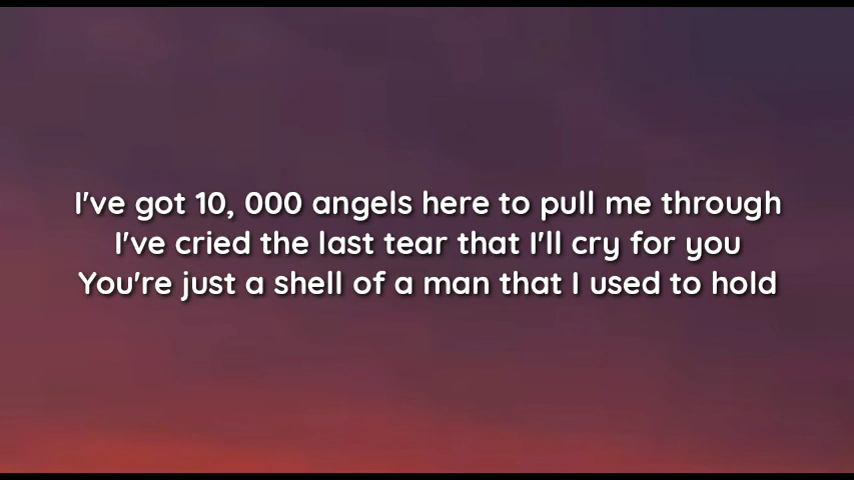 I've got 10, 000 angels here to pull me through
I've cried the last tear that I'll cry for you
You're just a shell of a man that I used to hold